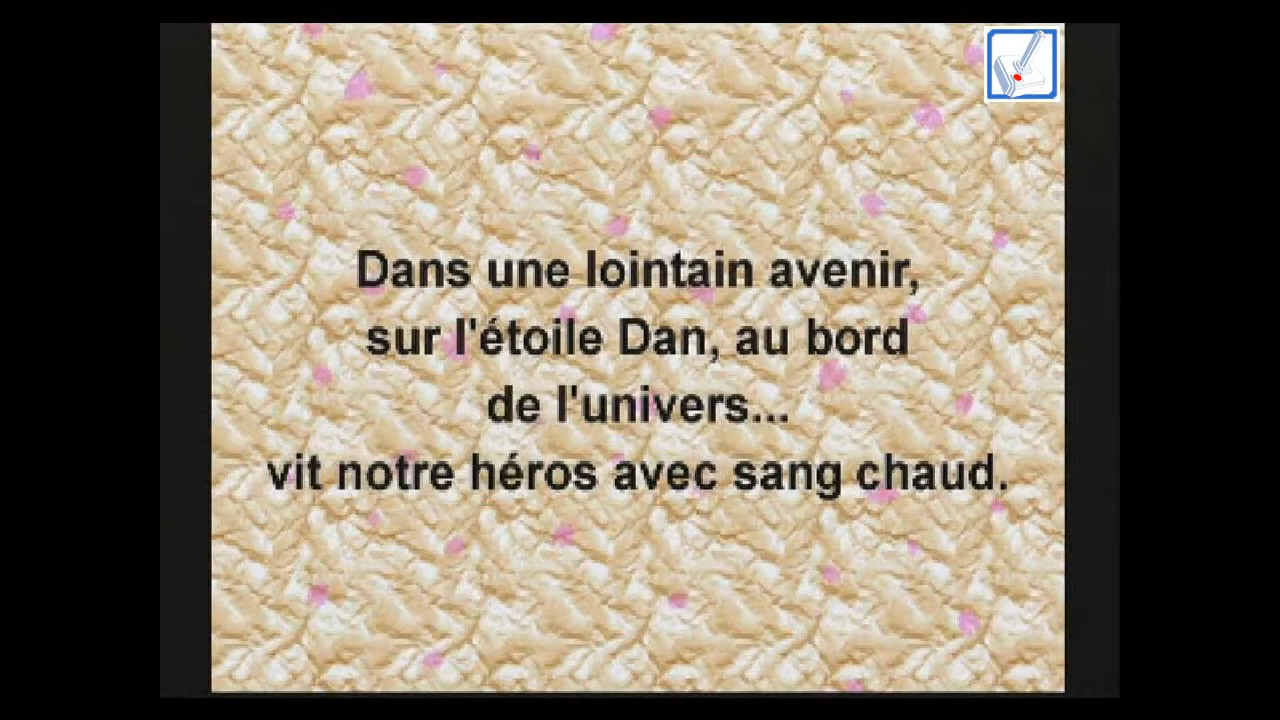 Dans une lointain avenir,
sur l'étoile Dan, au bord
de l'univers...
vit notre héros avec sang chaud.